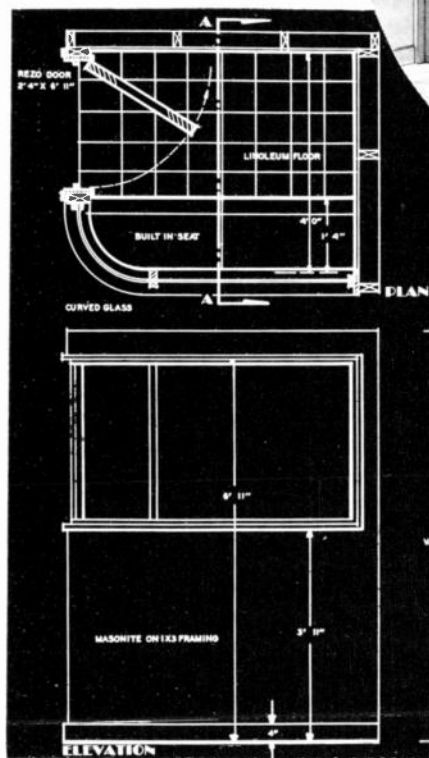 A
REZO DOOR
2'4" X 6' 11"
LINOLEUM FLOOR
4' 0"
1' 4"
BUILT IN SEAT
A
PLAN
CURVED GLASS
6' 11"
3' 11"
MASONITE ON 1X3 FRAMING
4"
ELEVATION